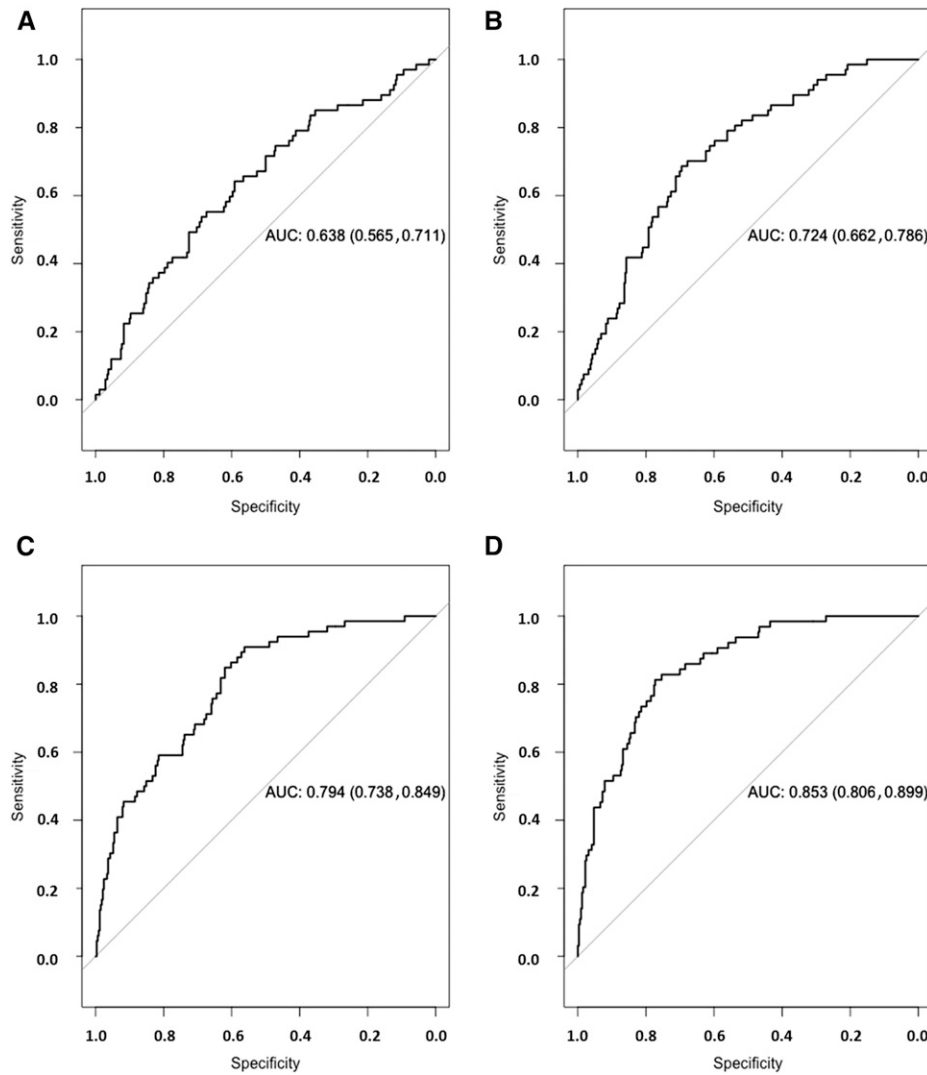 A
1.0
0.8
0.6
0.4
0.2
0.0
Sensitivity
AUC: 0.638 (0.565, 0.711)
1.0 0.8 0.6 0.4 0.2 0.0
Specificity
B
1.0
0.8
0.6
0.4
0.2
0.0
Sensitivity
AUC: 0.724 (0.662, 0.786)
1.0 0.8 0.6 0.4 0.2 0.0
Specificity
C
1.0
0.8
0.6
0.4
0.2
0.0
Sensitivity
AUC: 0.794 (0.738, 0.849)
1.0 0.8 0.6 0.4 0.2 0.0
Specificity
D
1.0
0.8
0.6
0.4
0.2
0.0
Sensitivity
AUC: 0.853 (0.806, 0.899)
1.0 0.8 0.6 0.4 0.2 0.0
Specificity